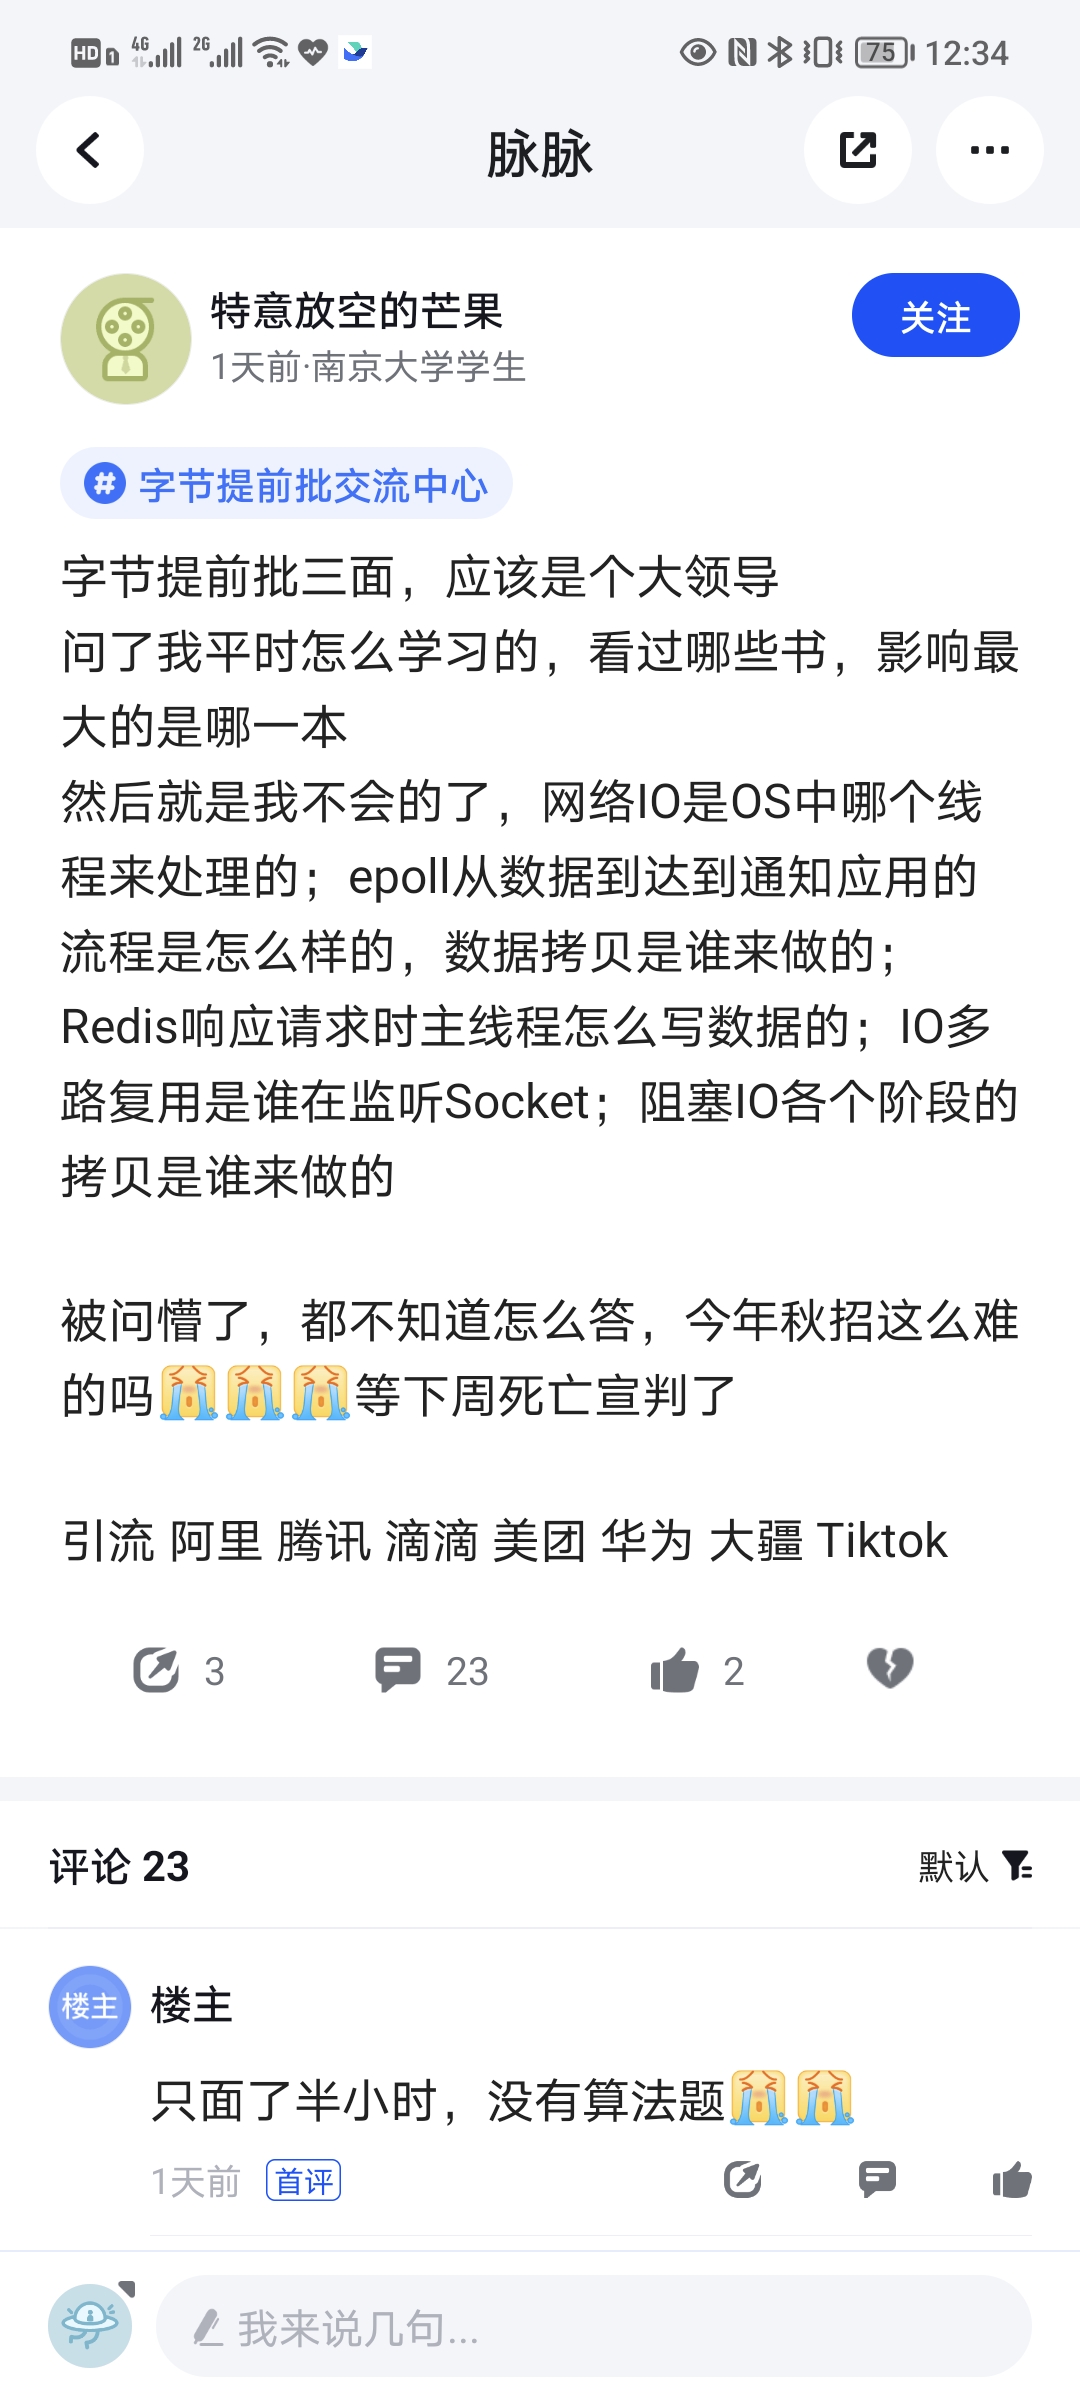 HD 1 4G 2G 75 12:34
脉脉
特意放空的芒果
关注
1天前·南京大学学生
# 字节提前批交流中心
字节提前批三面，应该是个大领导
问了我平时怎么学习的，看过哪些书，影响最
大的是哪一本
然后就是我不会的了，网络IO是OS中哪个线
程来处理的；epoll从数据到达到通知应用的
流程是怎么样的，数据拷贝是谁来做的；
Redis响应请求时主线程怎么写数据的；IO多
路复用是谁在监听Socket；阻塞IO各个阶段的
拷贝是谁来做的
被问懵了，都不知道怎么答，今年秋招这么难
的吗😭😭😭等下周死亡宣判了
引流 阿里 腾讯 滴滴 美团 华为 大疆 Tiktok
3 23 2
评论 23 默认
楼主 楼主
只面了半小时，没有算法题😭😭
1天前 首评
我来说几句...